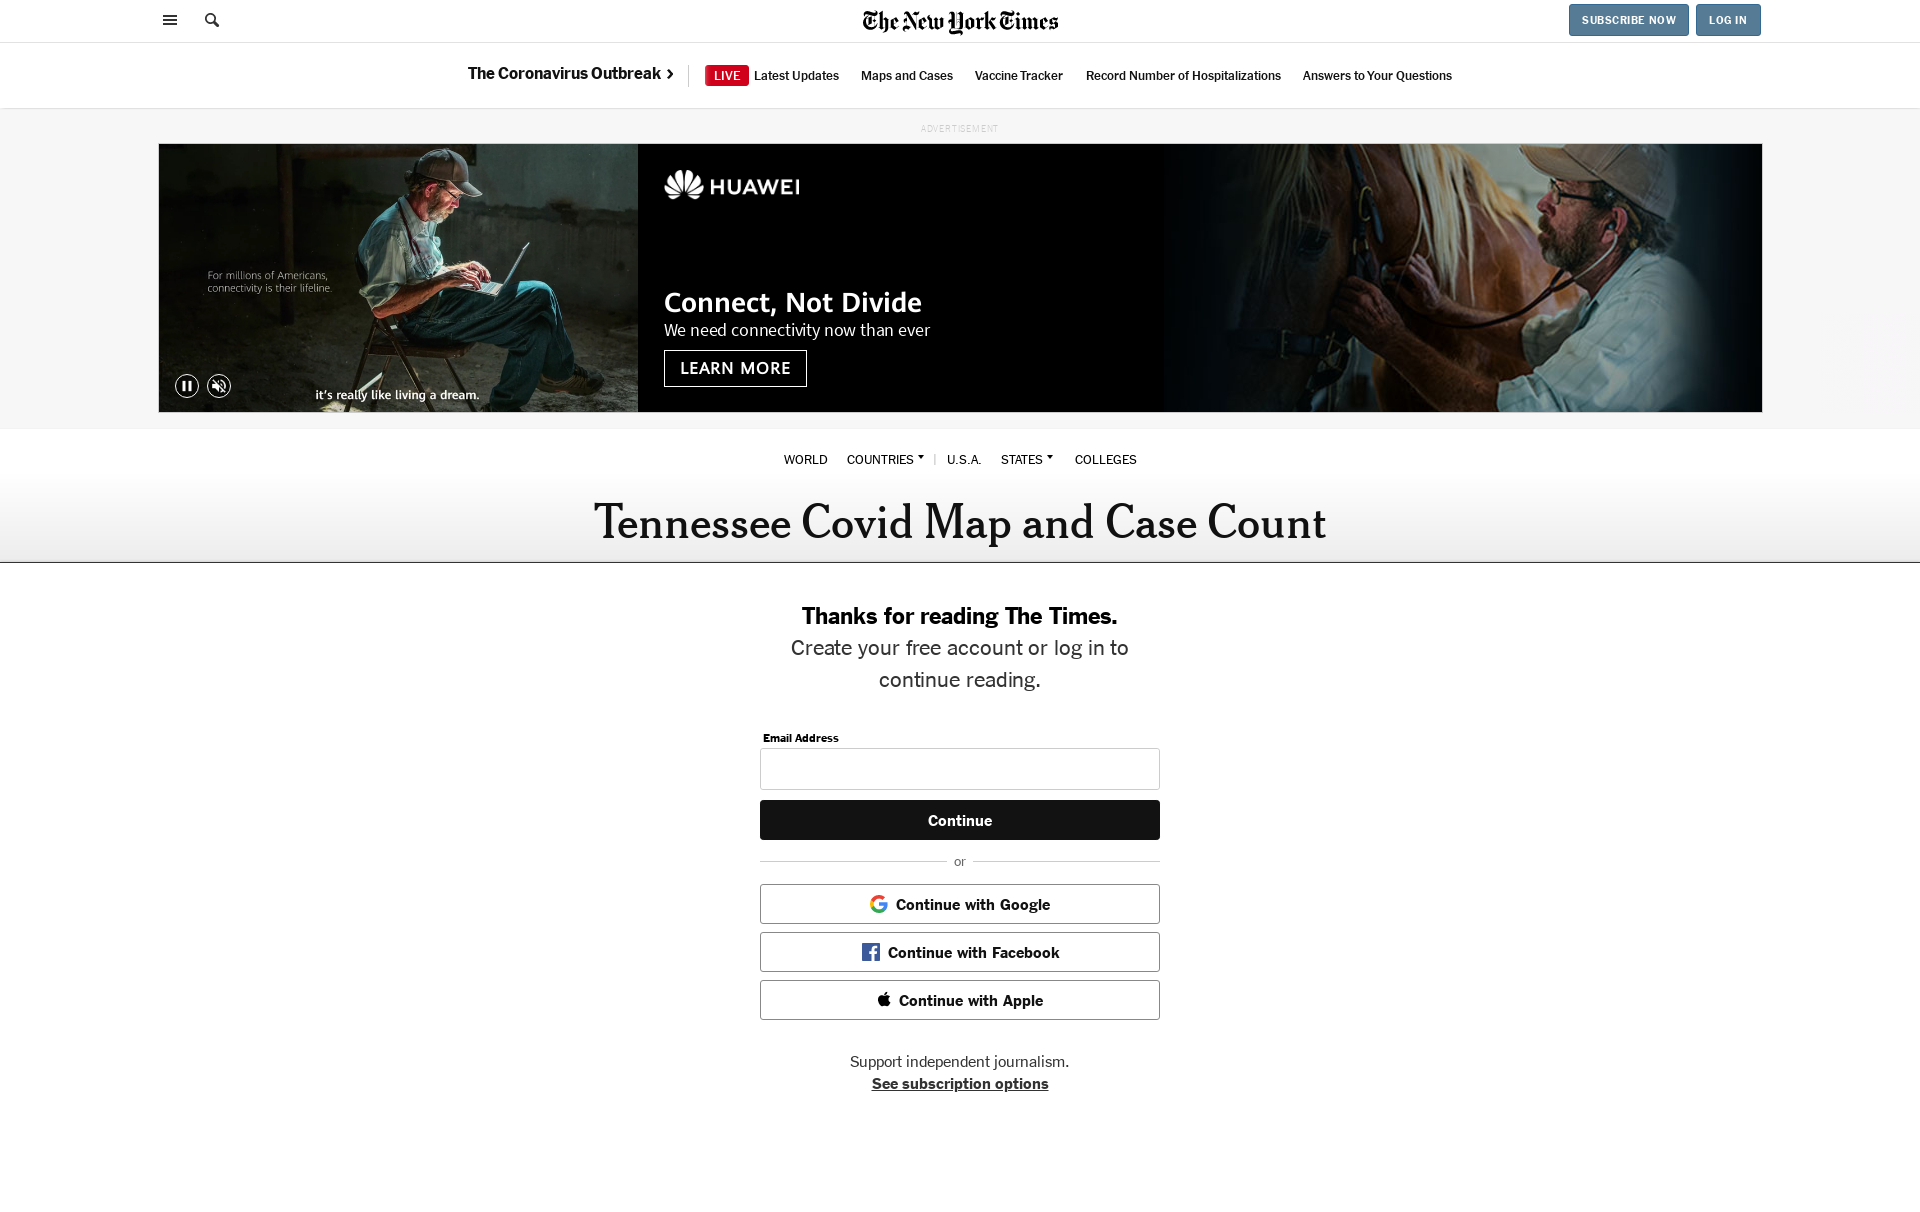 The New York Times
SUBSCRIBE NOW
LOG IN
The Coronavirus Outbreak
LIVE
Latest Updates
Maps and Cases
Vaccine Tracker
Record Number of Hospitalizations
Answers to Your Questions
ADVERTISEMENT
For millions of Americans,
connectivity is their lifeline.
it's really like living a dream.
HUAWEI
Connect, Not Divide
We need connectivity now than ever
LEARN MORE
WORLD
COUNTRIES
U.S.A.
STATES
COLLEGES
Tennessee Covid Map and Case Count
Thanks for reading The Times.
Create your free account or log in to
continue reading.
Email Address
Continue
or
Continue with Google
Continue with Facebook
Continue with Apple
Support independent journalism.
See subscription options